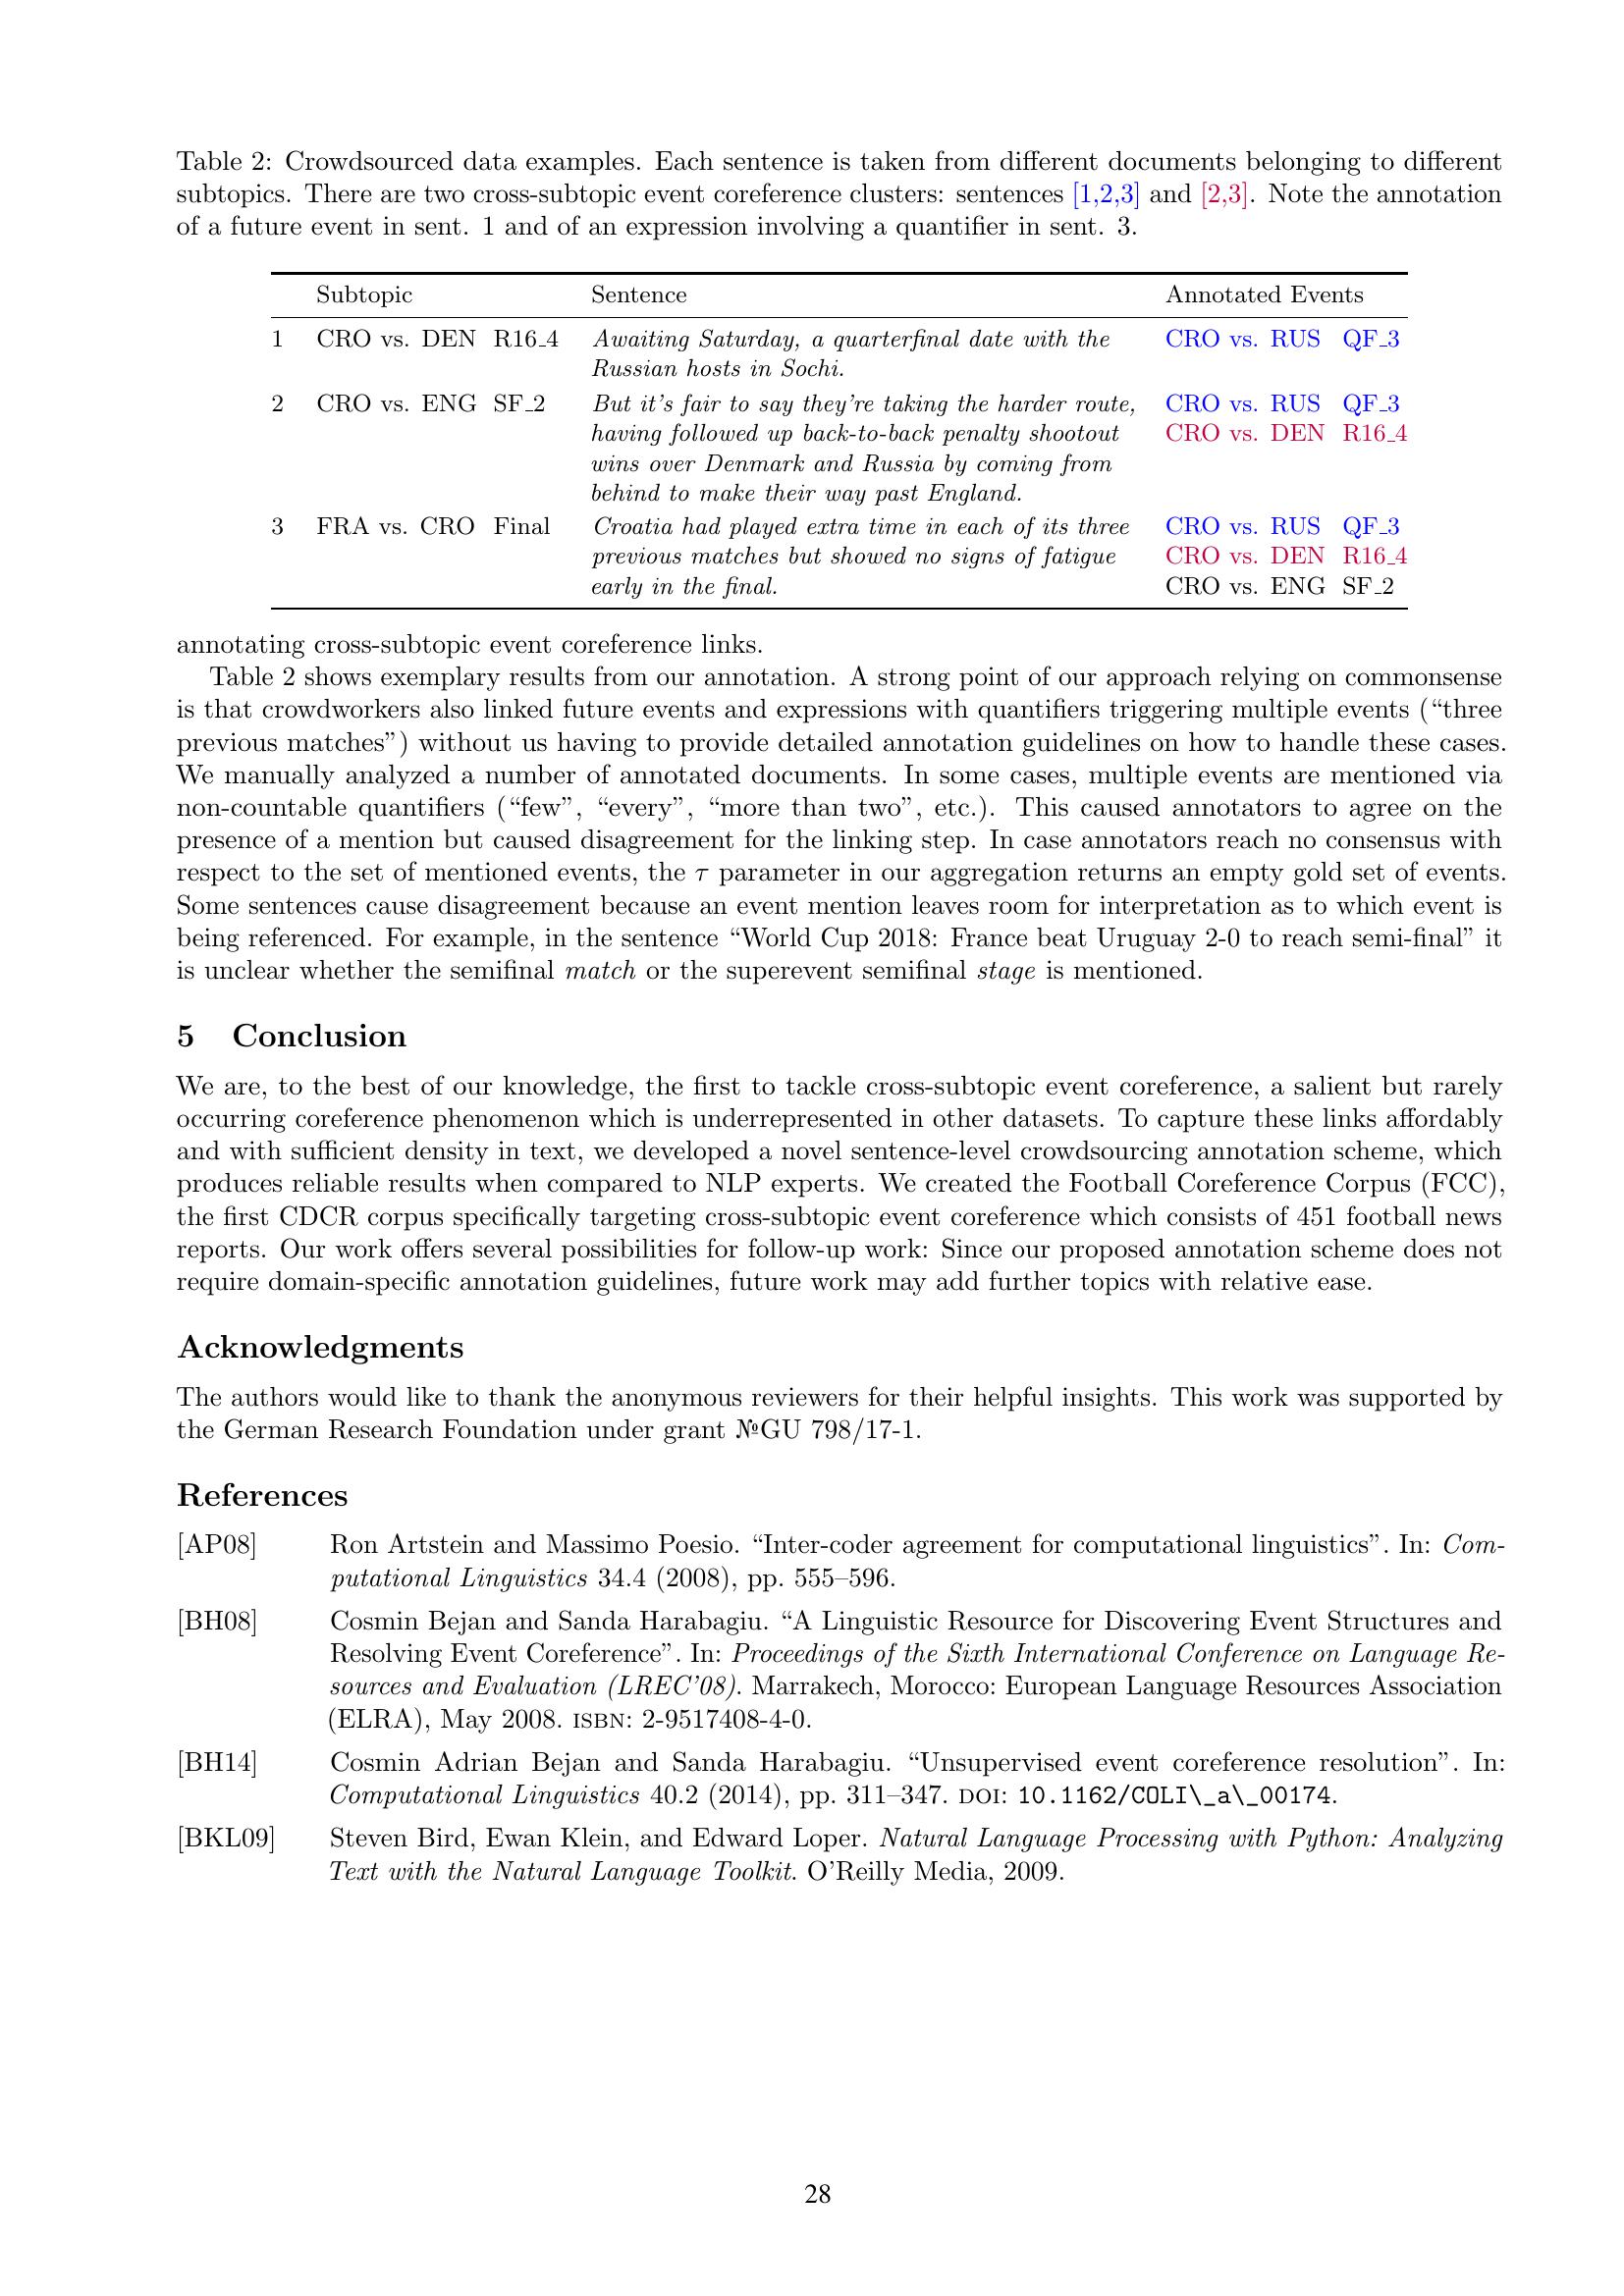 Table 2: Crowdsourced data examples. Each sentence is taken from different documents belonging to different
subtopics. There are two cross-subtopic event coreference clusters: sentences [1,2,3] and [2,3]. Note the annotation
of a future event in sent. 1 and of an expression involving a quantifier in sent. 3.
Subtopic Sentence Annotated Events
1 CRO vs. DEN R16_4 Awaiting Saturday, a quarterfinal date with the CRO vs. RUS QF_3
Russian hosts in Sochi.
2 CRO vs. ENG SF_2 But it's fair to say they're taking the harder route, CRO vs. RUS QF_3
having followed up back-to-back penalty shootout CRO vs. DEN R16_4
wins over Denmark and Russia by coming from
behind to make their way past England.
3 FRA vs. CRO Final Croatia had played extra time in each of its three CRO vs. RUS QF_3
previous matches but showed no signs of fatigue CRO vs. DEN R16_4
early in the final. CRO vs. ENG SF_2
annotating cross-subtopic event coreference links.
Table 2 shows exemplary results from our annotation. A strong point of our approach relying on commonsense
is that crowdworkers also linked future events and expressions with quantifiers triggering multiple events (“three
previous matches”) without us having to provide detailed annotation guidelines on how to handle these cases.
We manually analyzed a number of annotated documents. In some cases, multiple events are mentioned via
non-countable quantifiers (“few”, “every”, “more than two”, etc.). This caused annotators to agree on the
presence of a mention but caused disagreement for the linking step. In case annotators reach no consensus with
respect to the set of mentioned events, the τ parameter in our aggregation returns an empty gold set of events.
Some sentences cause disagreement because an event mention leaves room for interpretation as to which event is
being referenced. For example, in the sentence “World Cup 2018: France beat Uruguay 2-0 to reach semi-final” it
is unclear whether the semifinal match or the superevent semifinal stage is mentioned.
5 Conclusion
We are, to the best of our knowledge, the first to tackle cross-subtopic event coreference, a salient but rarely
occurring coreference phenomenon which is underrepresented in other datasets. To capture these links affordably
and with sufficient density in text, we developed a novel sentence-level crowdsourcing annotation scheme, which
produces reliable results when compared to NLP experts. We created the Football Coreference Corpus (FCC),
the first CDCR corpus specifically targeting cross-subtopic event coreference which consists of 451 football news
reports. Our work offers several possibilities for follow-up work: Since our proposed annotation scheme does not
require domain-specific annotation guidelines, future work may add further topics with relative ease.
Acknowledgments
The authors would like to thank the anonymous reviewers for their helpful insights. This work was supported by
the German Research Foundation under grant №GU 798/17-1.
References
[AP08] Ron Artstein and Massimo Poesio. “Inter-coder agreement for computational linguistics”. In: Com-
putational Linguistics 34.4 (2008), pp. 555–596.
[BH08] Cosmin Bejan and Sanda Harabagiu. “A Linguistic Resource for Discovering Event Structures and
Resolving Event Coreference”. In: Proceedings of the Sixth International Conference on Language Re-
sources and Evaluation (LREC'08). Marrakech, Morocco: European Language Resources Association
(ELRA), May 2008. ISBN: 2-9517408-4-0.
[BH14] Cosmin Adrian Bejan and Sanda Harabagiu. “Unsupervised event coreference resolution”. In:
Computational Linguistics 40.2 (2014), pp. 311–347. DOI: 10.1162/COLI\_a\_00174.
[BKL09] Steven Bird, Ewan Klein, and Edward Loper. Natural Language Processing with Python: Analyzing
Text with the Natural Language Toolkit. O'Reilly Media, 2009.
28